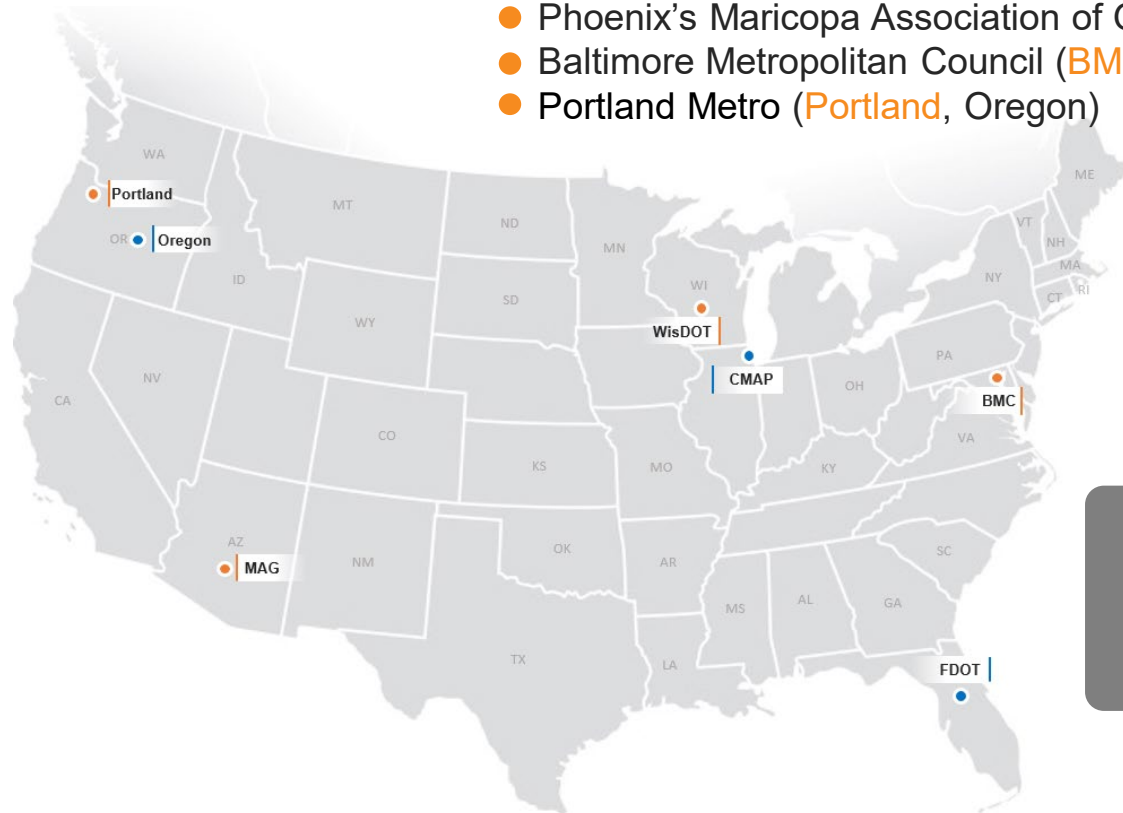 Phoenix's Maricopa Association of
Baltimore Metropolitan Council (BM
Portland Metro (Portland, Oregon)
ME
WA
Portland
MT
ND
VT
OR
Oregon
MN
NH
MA
ID
NY
CT
RI
SD
WI
WY
WisDOT
PA
CMAP
NV
OH
BMC
CA
CO
VA
KS
MO
KY
AZ
OK
MAG
NM
AR
SC
MS
AL
GA
TX
LA
FDOT